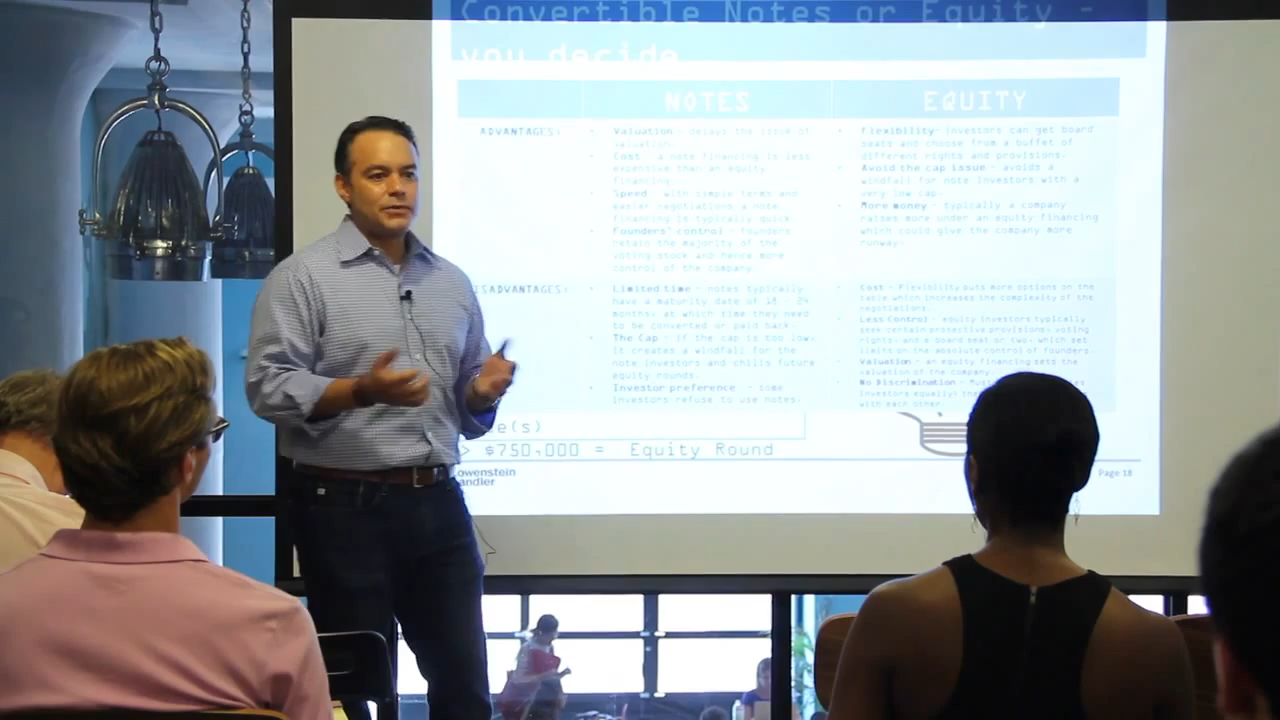 Convertible Notes or Equity -
you decide
NOTES
EQUITY
ADVANTAGES:
• Valuation - delays the issue of
valuation.
• Cost - a note financing is less
expensive than an equity
financing.
• Speed - with simple terms and
easier negotiations a note
financing is typically quick.
• Founders' control - founders
retain the majority of the
voting stock and hence more
control of the company.
• Flexibility- investors can get board
seats and choose from a buffet of
different rights and provisions.
• Avoid the cap issue - avoids a
windfall for note investors with a
very low cap.
• More money - typically a company
raises more under an equity financing
which could give the company more
runway.
ISADVANTAGES:
• Limited time - notes typically
have a maturity date of 18 - 24
months, at which time they need
to be converted or paid back.
• The Cap - if the cap is too low,
it creates a windfall for the
note investors and chills future
equity rounds.
• Investor preference - some
investors refuse to use notes.
• Cost - Flexibility puts more options on the
table which increases the complexity of the
negotiations.
• Less Control - equity investors typically
seek certain protective provisions, voting
rights, and a board seat or two, which set
limits on the absolute control of founders.
• Valuation - an equity financing sets the
valuation of the company.
• No Discrimination - Must
investors equally,
with each other.
e(s)
> $750,000 = Equity Round
owenstein
andler
Page 18